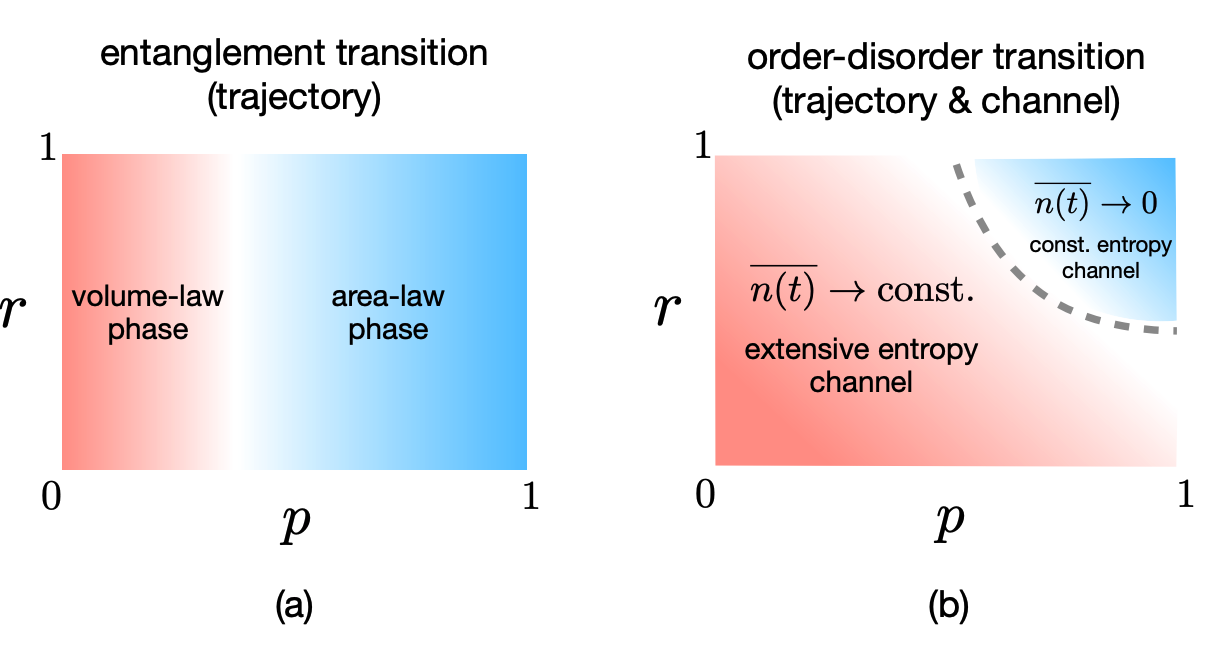 entanglement transition
(trajectory)
1
r
volume-law
phase
area-law
phase
0
p
1
(a)
order-disorder transition
(trajectory & channel)
1
r
$\overline{n(t)} \to 0$
const. entropy
channel
$\overline{n(t)} \to \text{const.}$
extensive entropy
channel
0
p
1
(b)